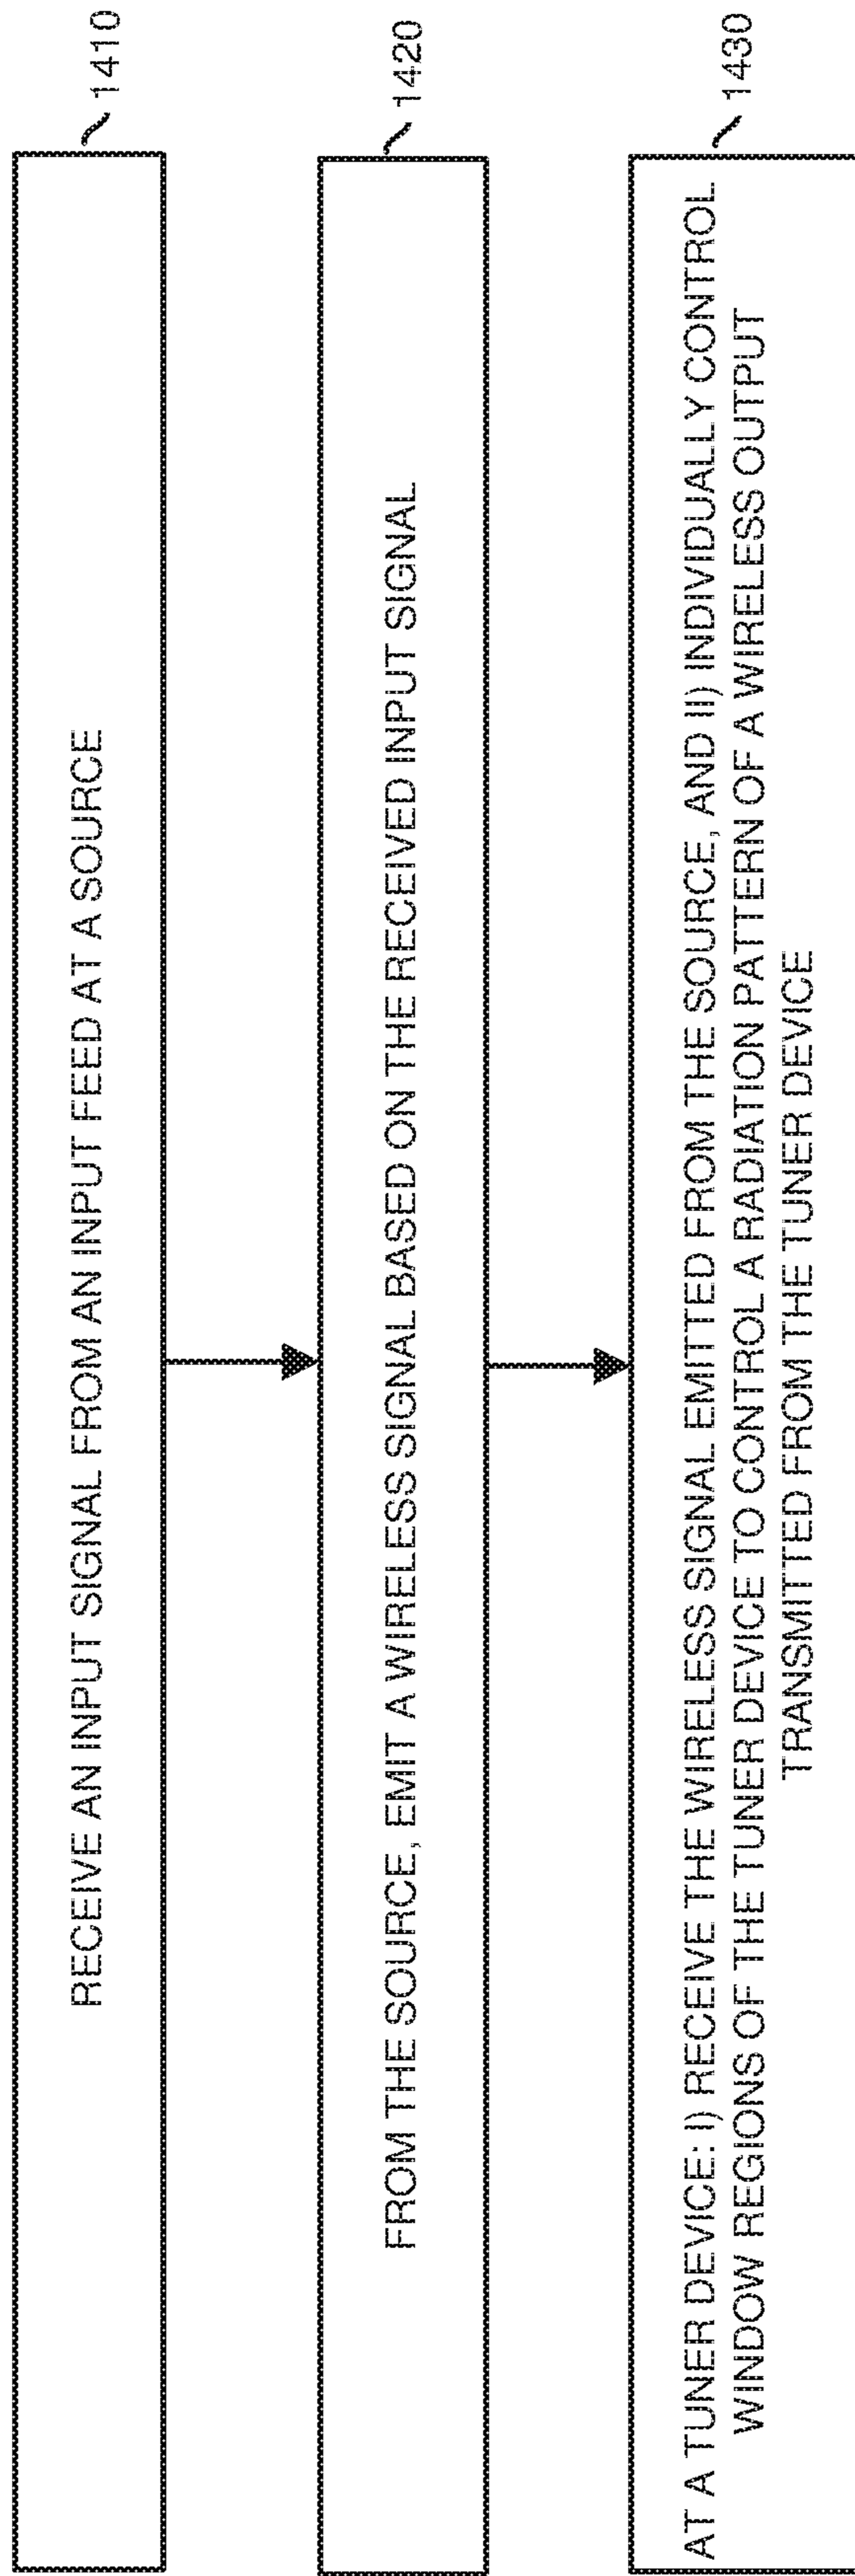 RECEIVE AN INPUT SIGNAL FROM AN INPUT FEED AT A SOURCE
1410
FROM THE SOURCE, EMIT A WIRELESS SIGNAL BASED ON THE RECEIVED INPUT SIGNAL
1420
AT A TUNER DEVICE: I) RECEIVE THE WIRELESS SIGNAL EMITTED FROM THE SOURCE, AND II) INDIVIDUALLY CONTROL
WINDOW REGIONS OF THE TUNER DEVICE TO CONTROL A RADIATION PATTERN OF A WIRELESS OUTPUT
TRANSMITTED FROM THE TUNER DEVICE
1430